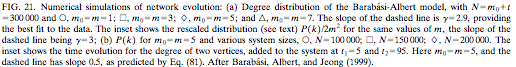 FIG. 21. Numerical simulations of network evolution: (a) Degree distribution of the Barabási-Albert model, with N=m₀+t
=300 000 and ○, m₀=m=1; □, m₀=m=3; ◇, m₀=m=5; and △, m₀=m=7. The slope of the dashed line is γ=2.9, providing
the best fit to the data. The inset shows the rescaled distribution (see text) P(k)/2m² for the same values of m, the slope of the
dashed line being γ=3; (b) P(k) for m₀=m=5 and various system sizes, ○, N=100 000; □, N=150 000; ◇, N=200 000. The
inset shows the time evolution for the degree of two vertices, added to the system at t₁=5 and t₂=95. Here m₀=m=5, and the
dashed line has slope 0.5, as predicted by Eq. (81). After Barabási, Albert, and Jeong (1999).